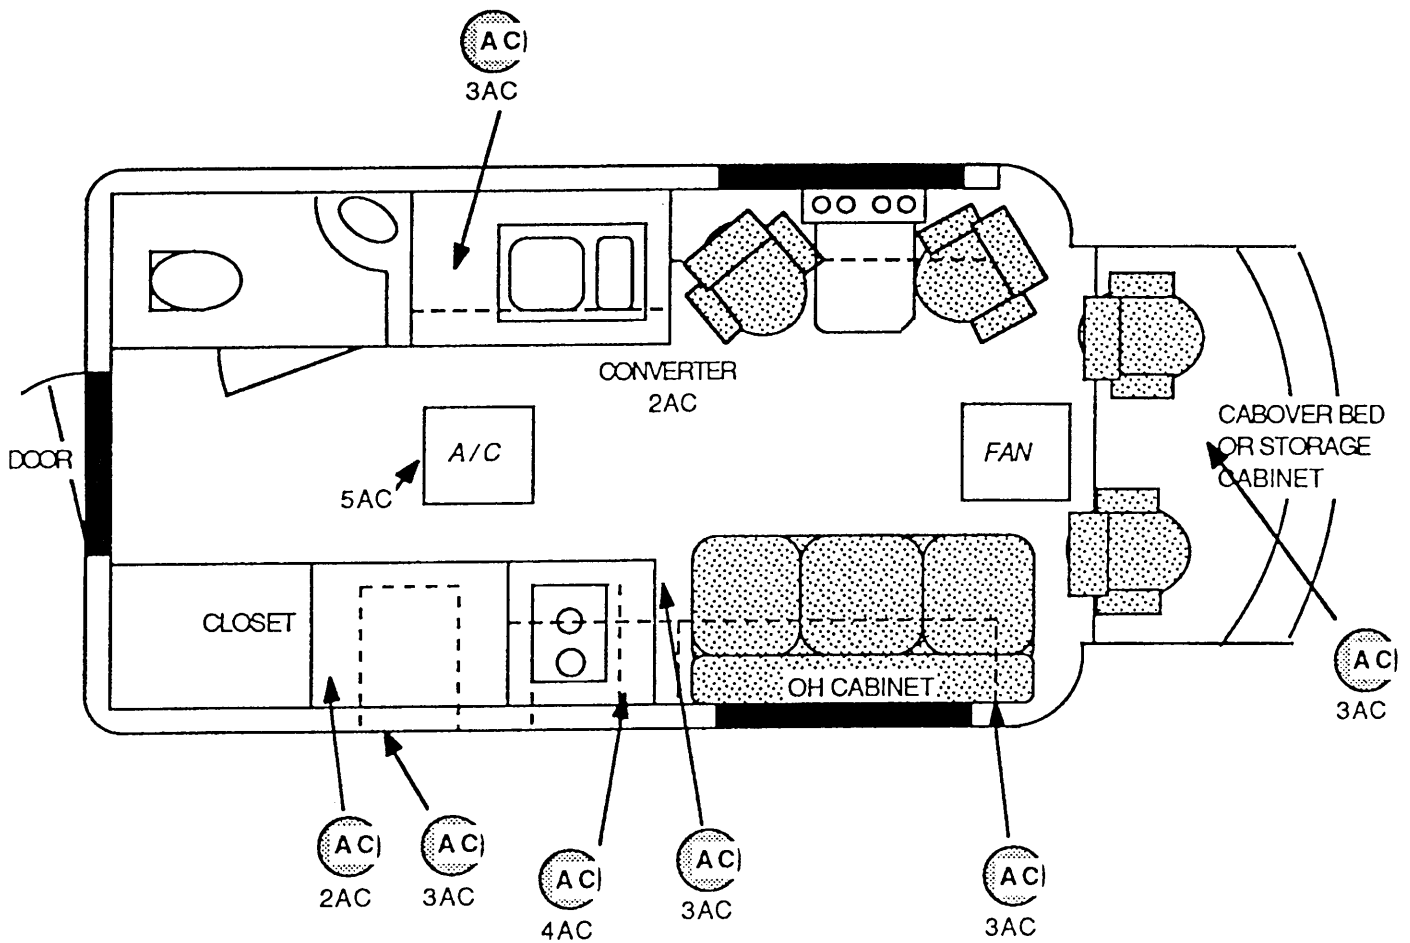 AC
3AC
CONVERTER
2AC
A/C
5AC
FAN
DOOR
CABOVER BED
OR STORAGE
CABINET
CLOSET
OH CABINET
AC
3AC
AC
2AC
AC
3AC
AC
4AC
AC
3AC
AC
3AC